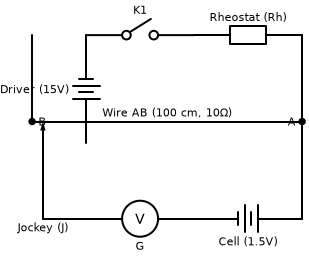 K1
Rheostat (Rh)
Driver (15V)
Wire AB (100 cm, 10Ω)
B
A
V
Jockey (J)
G
Cell (1.5V)